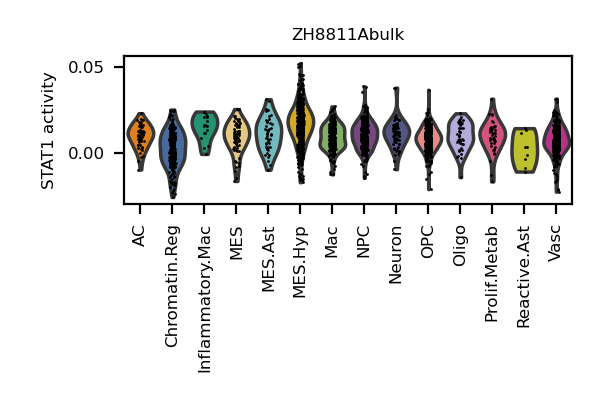 ZH8811Abulk
STAT1 activity
0.05
0.00
AC
Chromatin.Reg
Inflammatory.Mac
MES
MES.Ast
MES.Hyp
Mac
NPC
Neuron
OPC
Oligo
Prolif.Metab
Reactive.Ast
Vasc